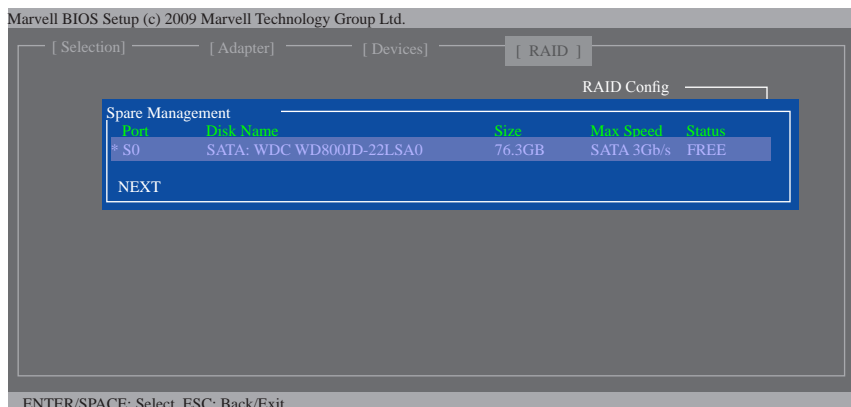 Marvell BIOS Setup (c) 2009 Marvell Technology Group Ltd.
[ Selection] [ Adapter] [ Devices] [ RAID ]
RAID Config
Spare Management
Port Disk Name Size Max Speed Status
* S0 SATA: WDC WD800JD-22LSA0 76.3GB SATA 3Gb/s FREE
NEXT
ENTER/SPACE: Select, ESC: Back/Exit